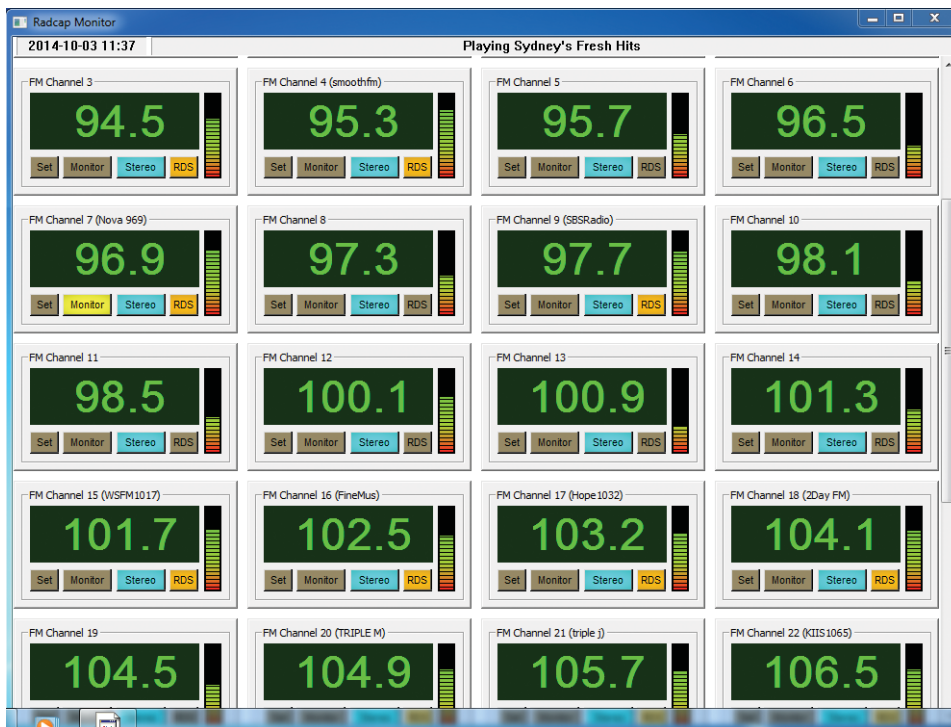 Radcap Monitor
2014-10-03 11:37 Playing Sydney's Fresh Hits
FM Channel 3 FM Channel 4 (smoothfm) FM Channel 5 FM Channel 6
94.5 95.3 95.7 96.5
Set Monitor Stereo RDS Set Monitor Stereo RDS Set Monitor Stereo RDS Set Monitor Stereo RDS
FM Channel 7 (Nova 969) FM Channel 8 FM Channel 9 (SBSRadio) FM Channel 10
96.9 97.3 97.7 98.1
Set Monitor Stereo RDS Set Monitor Stereo RDS Set Monitor Stereo RDS Set Monitor Stereo RDS
FM Channel 11 FM Channel 12 FM Channel 13 FM Channel 14
98.5 100.1 100.9 101.3
Set Monitor Stereo RDS Set Monitor Stereo RDS Set Monitor Stereo RDS Set Monitor Stereo RDS
FM Channel 15 (WSFM1017) FM Channel 16 (FineMus) FM Channel 17 (Hope1032) FM Channel 18 (2Day FM)
101.7 102.5 103.2 104.1
Set Monitor Stereo RDS Set Monitor Stereo RDS Set Monitor Stereo RDS Set Monitor Stereo RDS
FM Channel 19 FM Channel 20 (TRIPLE M) FM Channel 21 (triple j) FM Channel 22 (KIIS1065)
104.5 104.9 105.7 106.5